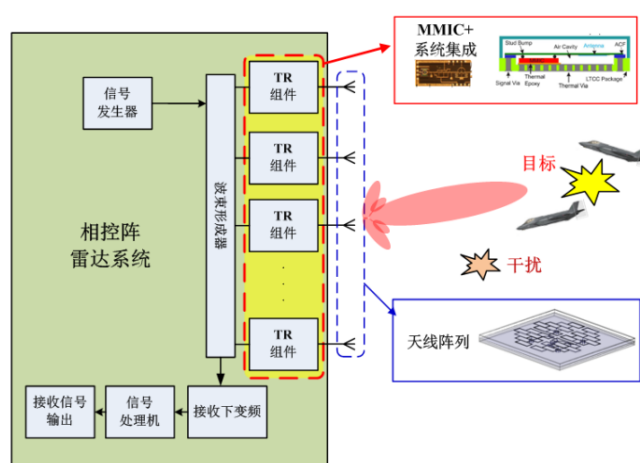 MMIC+
系统集成
Stud Bump
Air Cavity
Antenna
ACF
Signal Via
Thermal
Epoxy
Thermal Via
LTCC Package
信号
发生器
TR
组件
TR
组件
TR
组件
.
.
.
.
TR
组件
波束形成器
相控阵
雷达系统
目标
干扰
天线阵列
接收信号
输出
信号
处理机
接收下变频